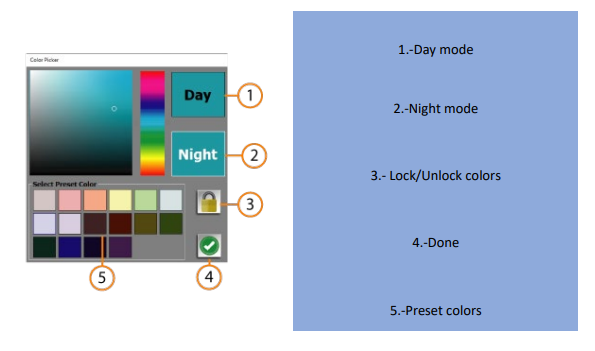 Color Picker
Day
1
Night
2
Select Preset Color
3
5
4
1.-Day mode
2.-Night mode
3.- Lock/Unlock colors
4.-Done
5.-Preset colors